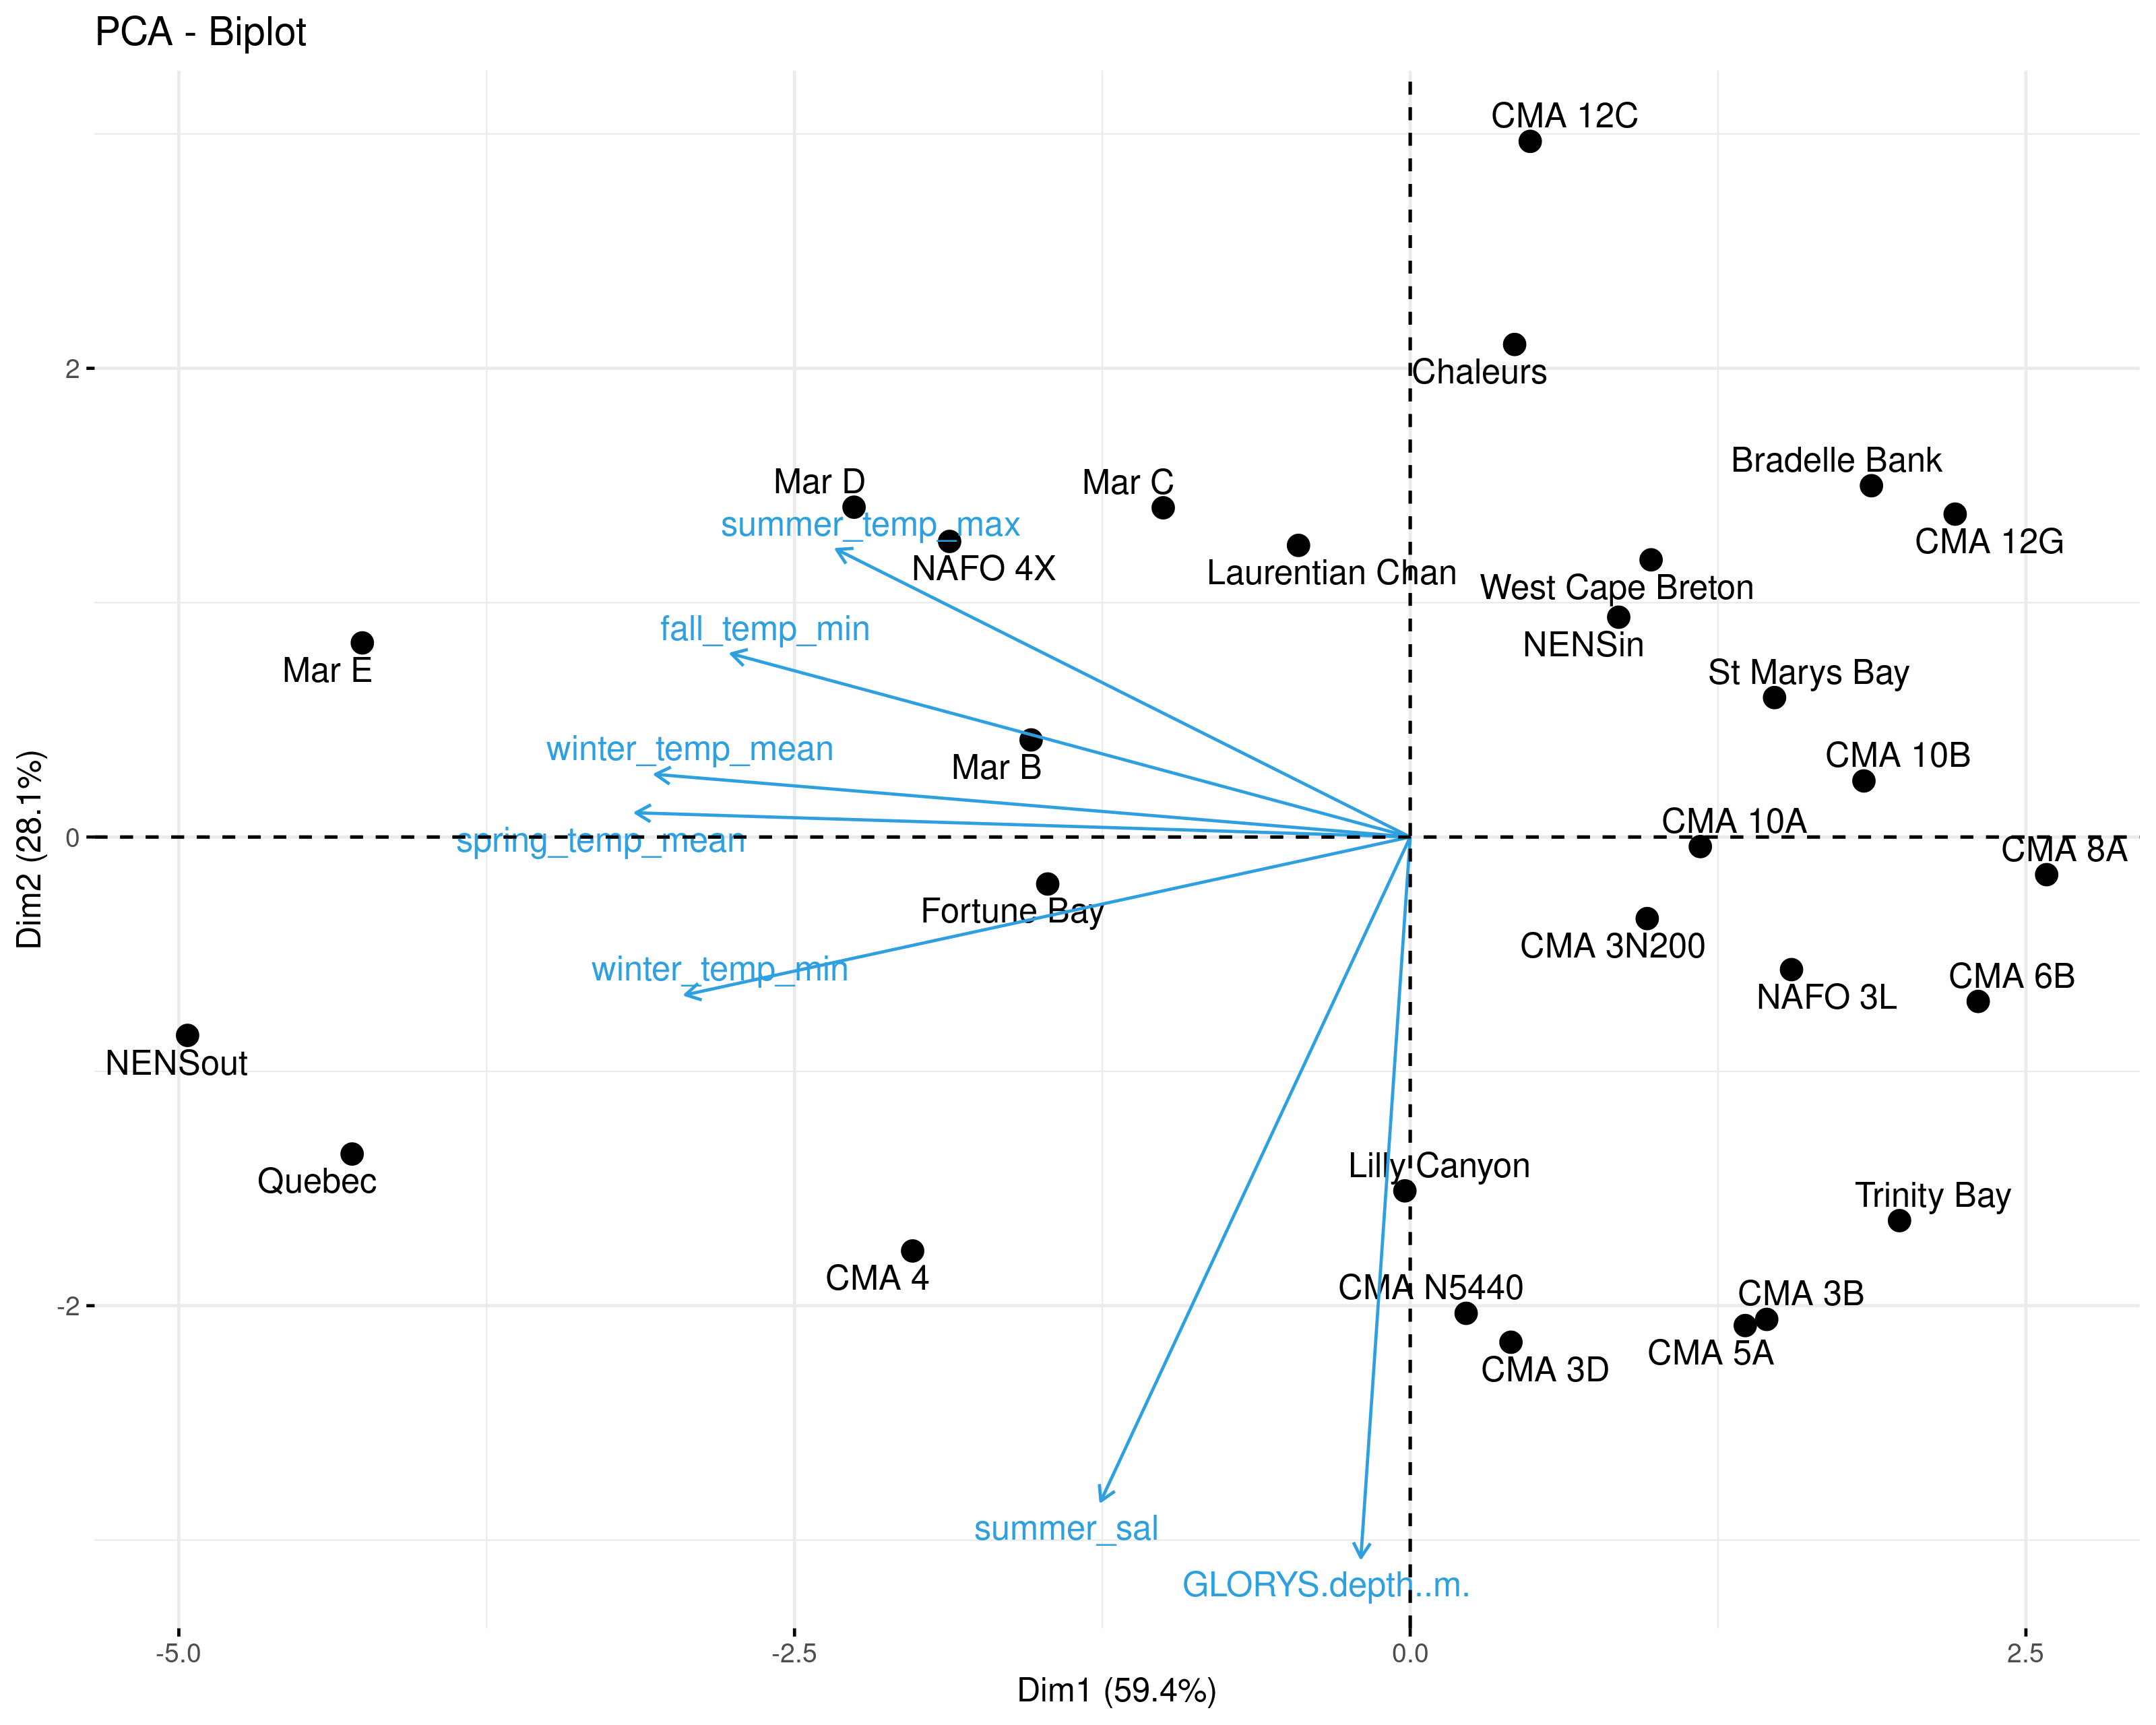 PCA - Biplot
CMA 12C
2
Chaleurs
Bradelle Bank
Mar D
Mar C
summer_temp_max
CMA 12G
NAFO 4X
Laurentian Chan
West Cape Breton
fall_temp_min
NENSin
Mar E
St Marys Bay
winter_temp_mean
CMA 10B
Mar B
CMA 10A
0
spring_temp_mean
CMA 8A
Dim2 (28.1%)
Fortune Bay
CMA 3N200
winter_temp_min
CMA 6B
NAFO 3L
NENSout
Lilly Canyon
Quebec
Trinity Bay
CMA 4
CMA N5440
CMA 3B
-2
CMA 5A
CMA 3D
summer_sal
GLORYS.depth..m.
-5.0
-2.5
0.0
2.5
Dim1 (59.4%)